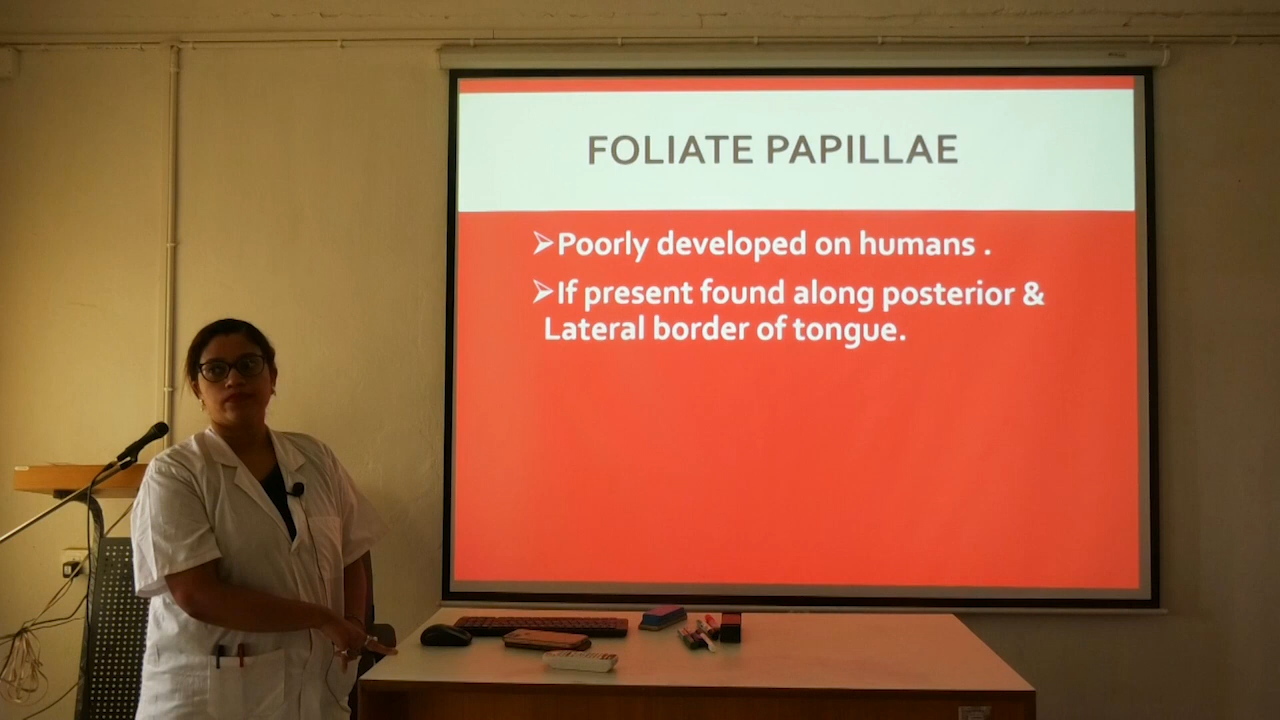 FOLIATE PAPILLAE
➢Poorly developed on humans .
➢If present found along posterior &
Lateral border of tongue.